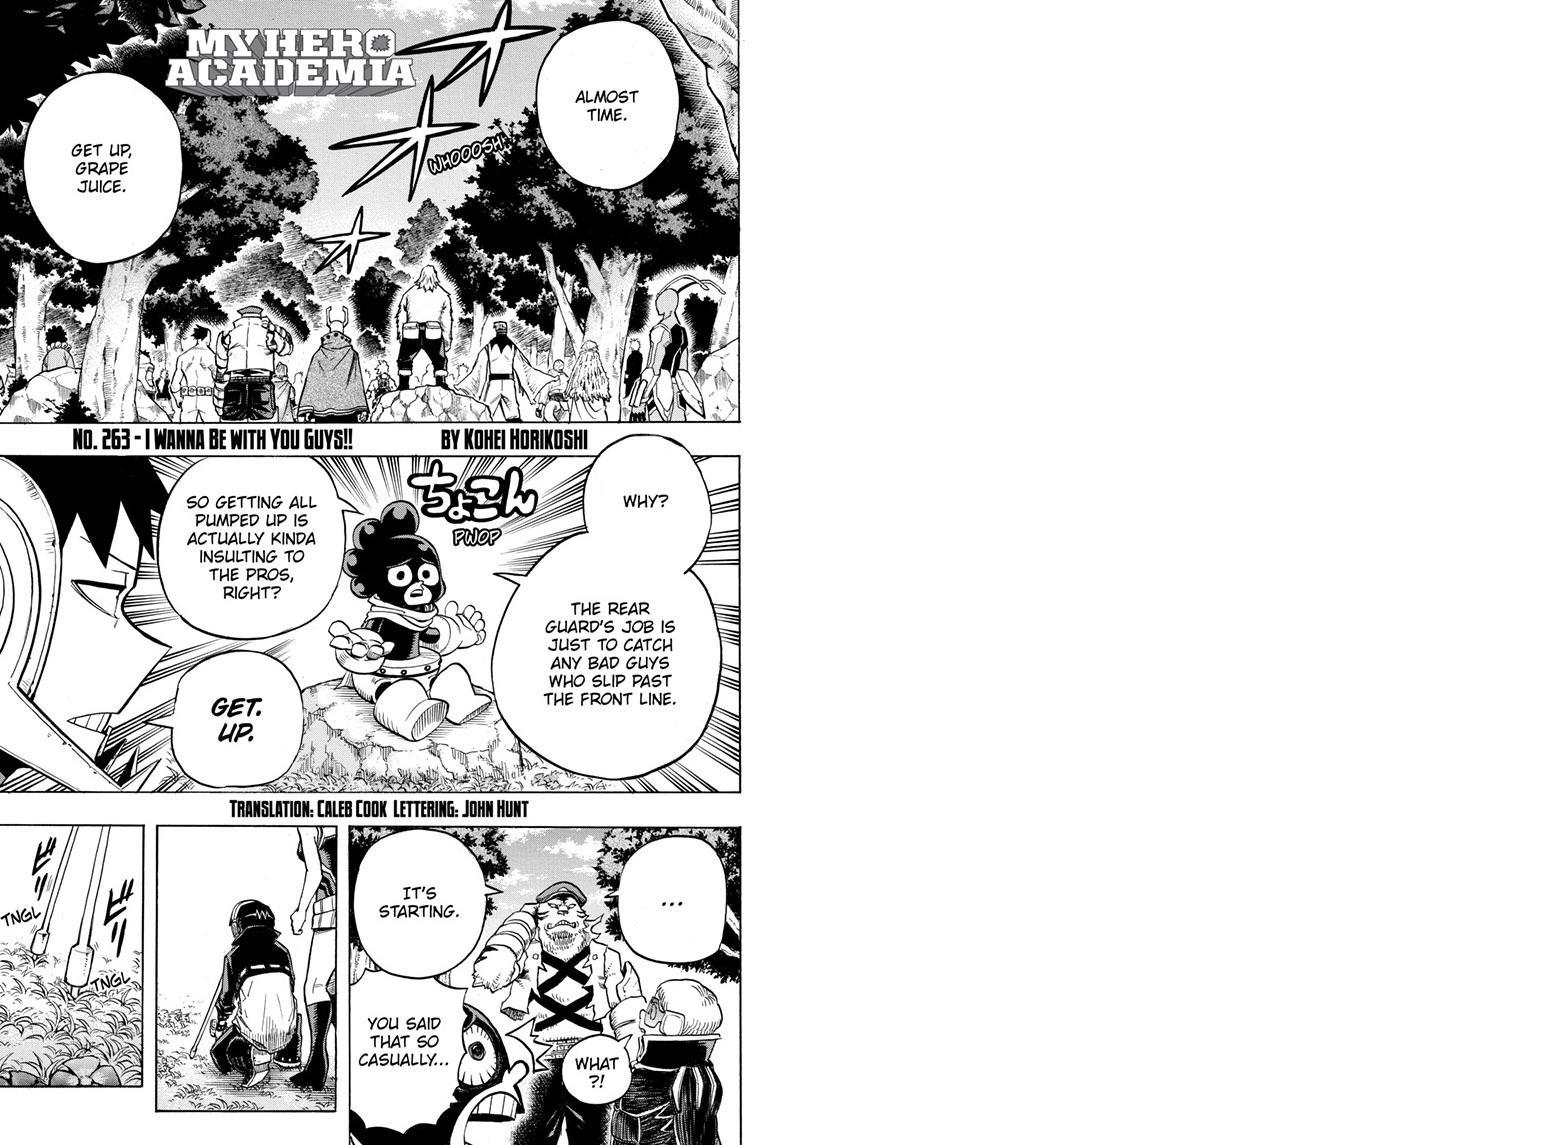 MY HERO
ACADEMIA
ALMOST
TIME.
WHOOOSH
GET UP,
GRAPE
JUICE.
No. 263 - I Wanna Be with You Guys!!
by Kohei Horikoshi
WHY?
THE REAR
GUARD'S JOB IS
JUST TO CATCH
ANY BAD GUYS
WHO SLIP PAST
THE FRONT LINE.
ちょこん
PWOP
SO GETTING ALL
PUMPED UP IS
ACTUALLY KINDA
INSULTING TO
THE PROS,
RIGHT?
GET.
UP.
Translation: Caleb Cook Lettering: John Hunt
...
IT'S
STARTING.
WHAT
?!
YOU SAID
THAT SO
CASUALLY...
ビリ
TNGL
ビリ
TNGL